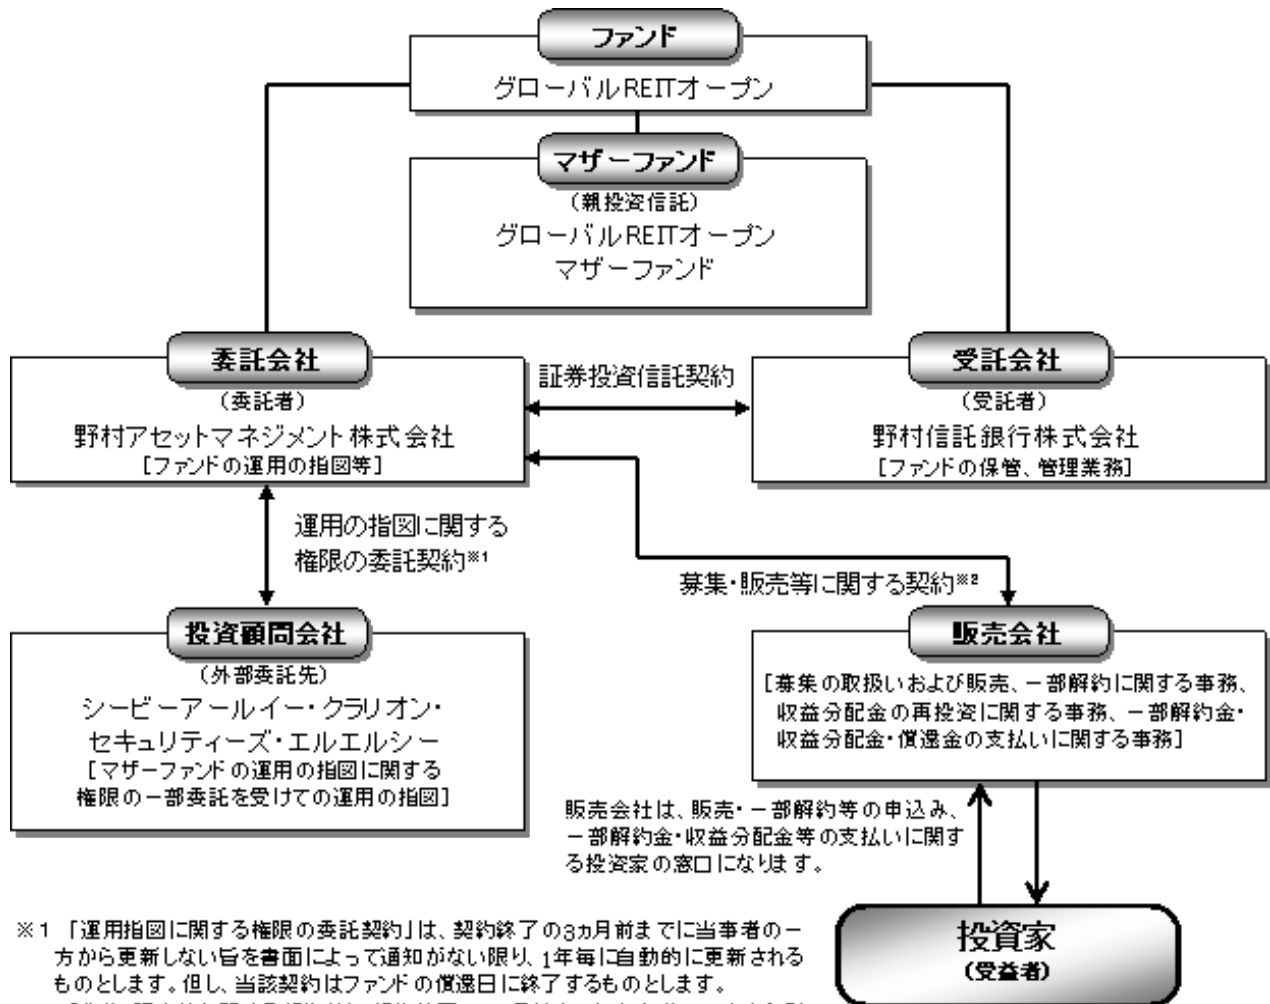 ファンド
グローバルREITオープン
マザーファンド
（親投資信託）
グローバルREITオープン
マザーファンド
委託会社
（委託者）
野村アセットマネジメント株式会社
［ファンドの運用の指図等］
証券投資信託契約
受託会社
（受託者）
野村信託銀行株式会社
［ファンドの保管、管理業務］
運用の指図に関する
権限の委託契約※1
募集・販売等に関する契約※2
投資顧問会社
（外部委託先）
シービーアールイー・クラリオン・
セキュリティーズ・エルエルシー
［マザーファンドの運用の指図に関する
権限の一部委託を受けての運用の指図］
販売会社
［募集の取扱いおよび販売、一部解約に関する事務、
収益分配金の再投資に関する事務、一部解約金・
収益分配金・償還金の支払いに関する事務］
販売会社は、販売・一部解約等の申込み、
一部解約金・収益分配金等の支払いに関す
る投資家の窓口になります。
投資家
（受益者）
※1 「運用指図に関する権限の委託契約」は、契約終了の3ヵ月前までに当事者の一
方から更新しない旨を書面によって通知がない限り、1年毎に自動的に更新される
ものとします。但し、当該契約はファンドの償還日に終了するものとします。